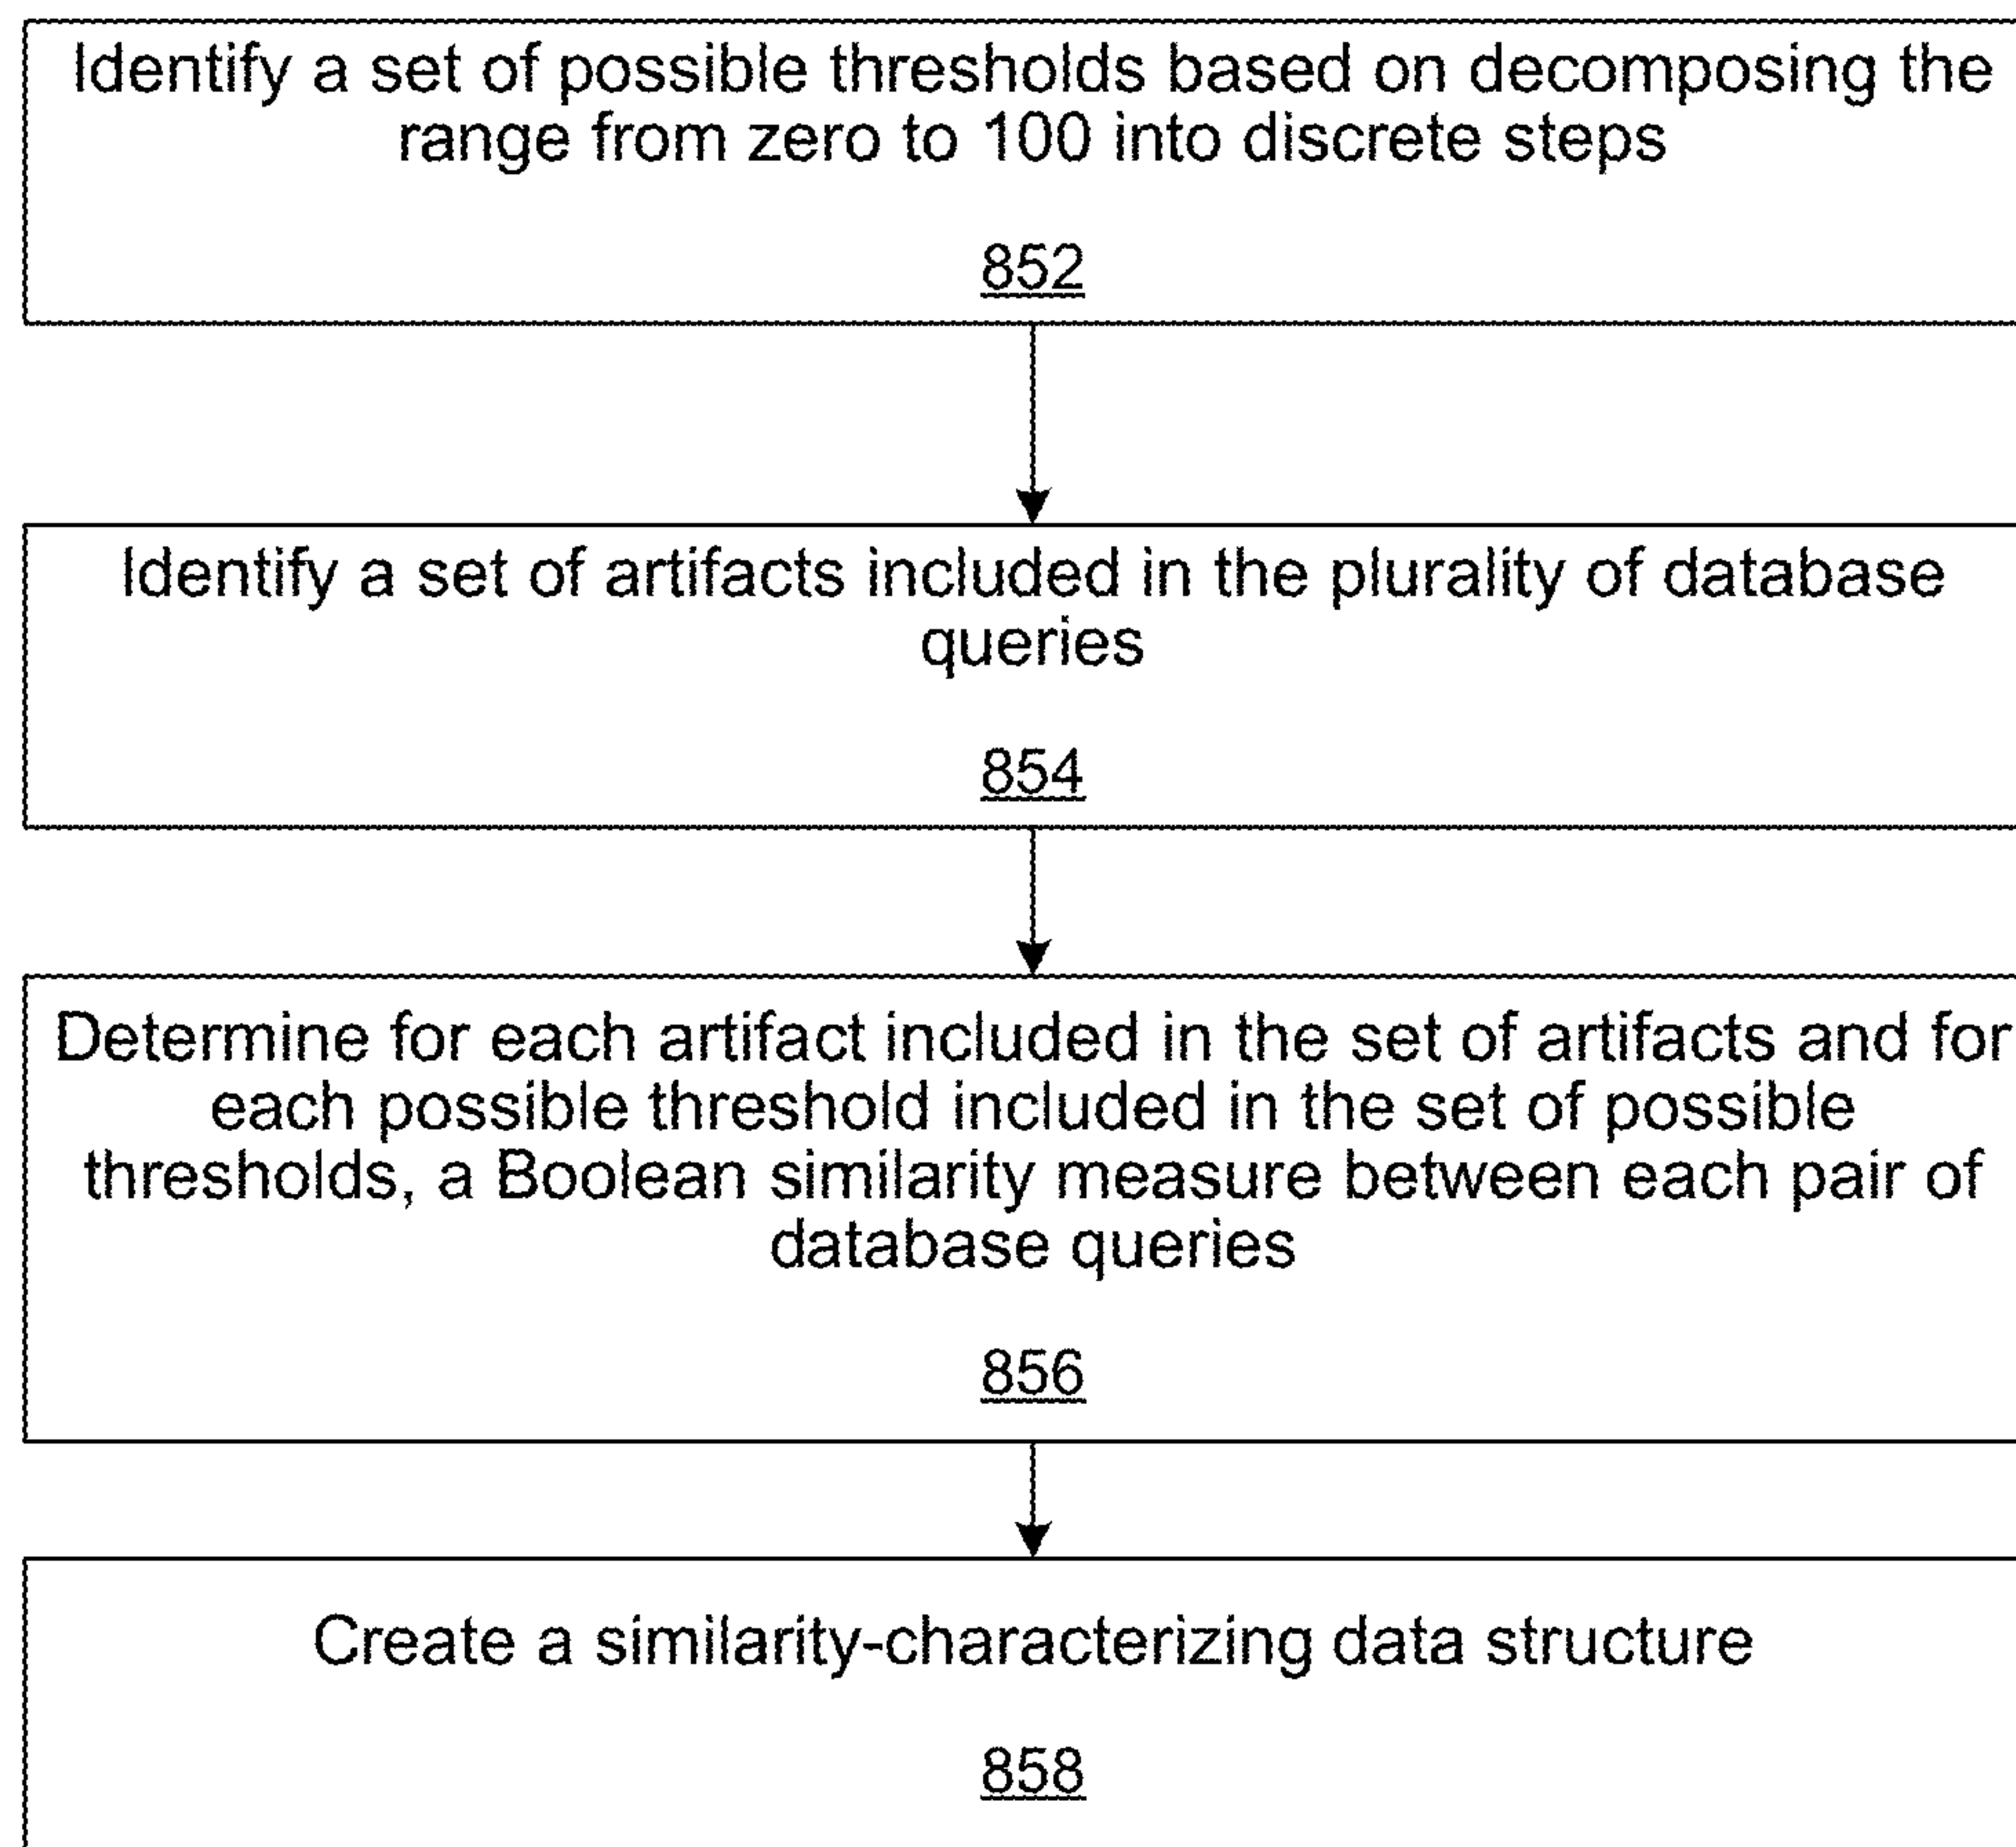 Identify a set of possible thresholds based on decomposing the
range from zero to 100 into discrete steps
852
Identify a set of artifacts included in the plurality of database
queries
854
Determine for each artifact included in the set of artifacts and for
each possible threshold included in the set of possible
thresholds, a Boolean similarity measure between each pair of
database queries
856
Create a similarity-characterizing data structure
858